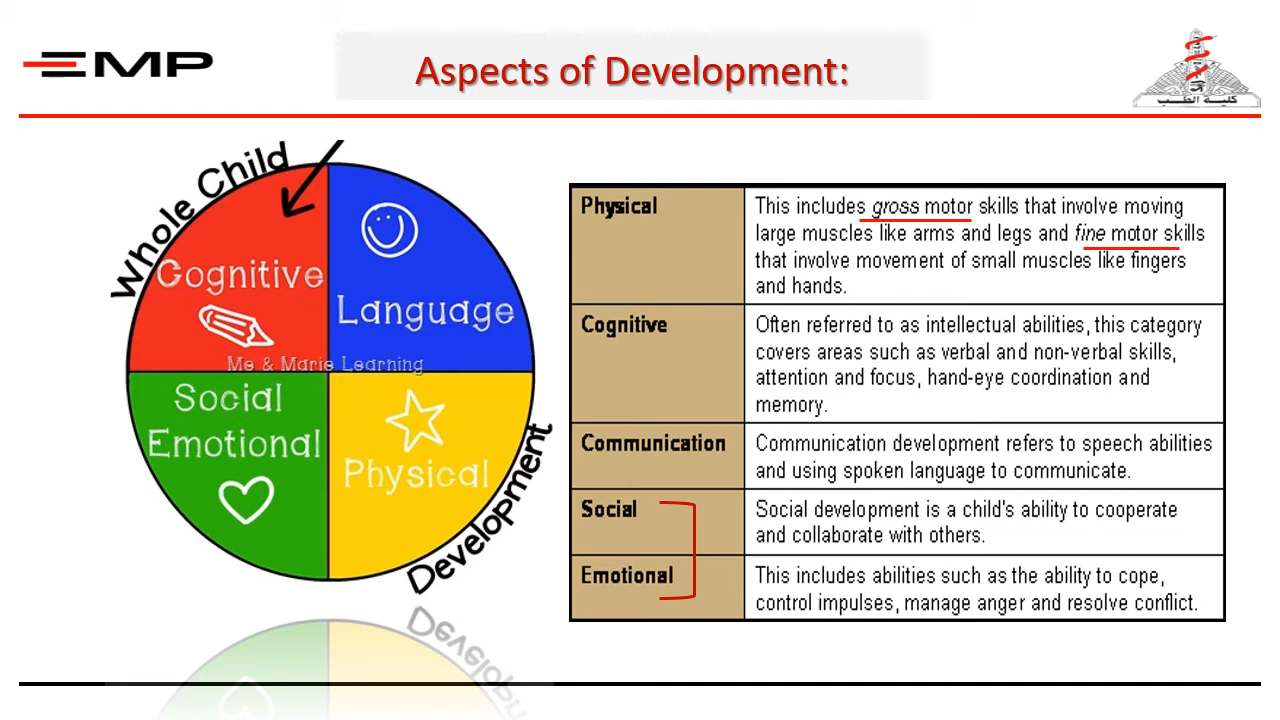 EMP
Aspects of Development:
كلية الطب
Whole Child
Cognitive
Language
Me & Marie Learning
Social
Emotional
Physical
Development
Physical
This includes gross motor skills that involve moving
large muscles like arms and legs and fine motor skills
that involve movement of small muscles like fingers
and hands.
Cognitive
Often referred to as intellectual abilities, this category
covers areas such as verbal and non-verbal skills,
attention and focus, hand-eye coordination and
memory.
Communication
Communication development refers to speech abilities
and using spoken language to communicate.
Social
Social development is a child's ability to cooperate
and collaborate with others.
Emotional
This includes abilities such as the ability to cope,
control impulses, manage anger and resolve conflict.